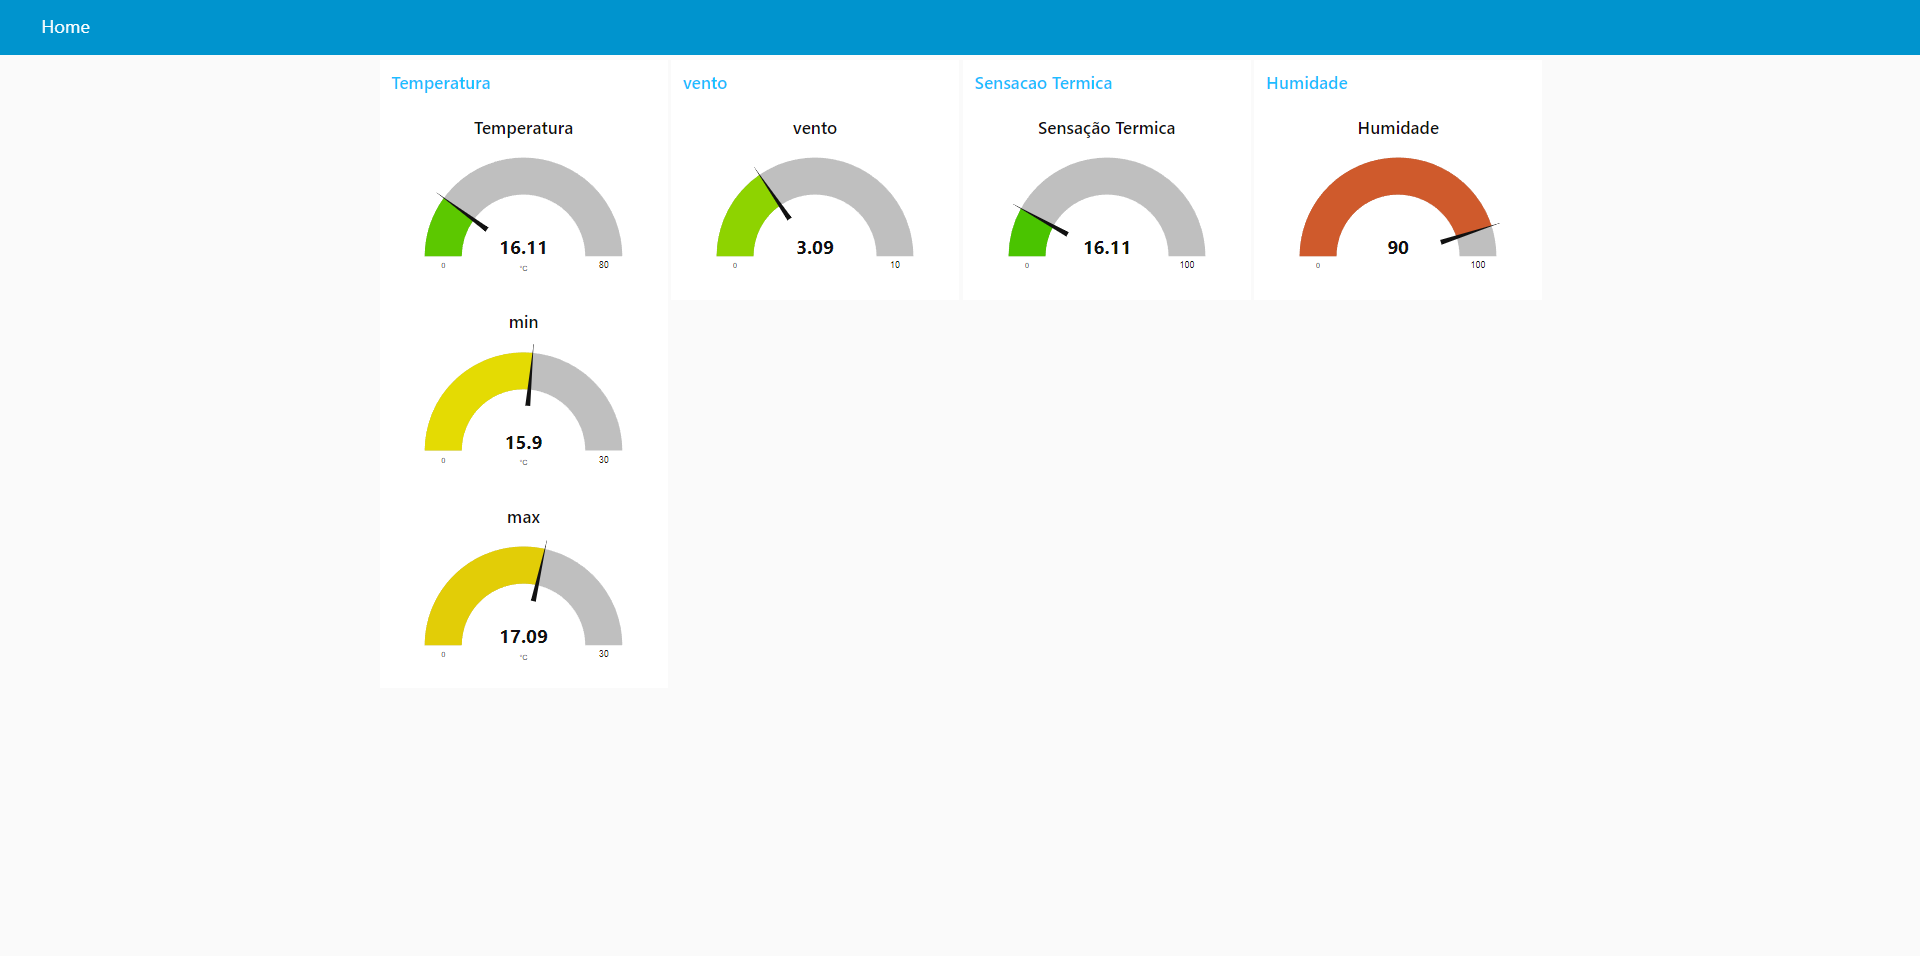 Home
Temperatura
Temperatura
16.11
0
°C
80
min
15.9
0
°C
30
max
17.09
0
°C
30
vento
vento
3.09
0
10
Sensacao Termica
Sensação Termica
16.11
0
100
Humidade
Humidade
90
0
100